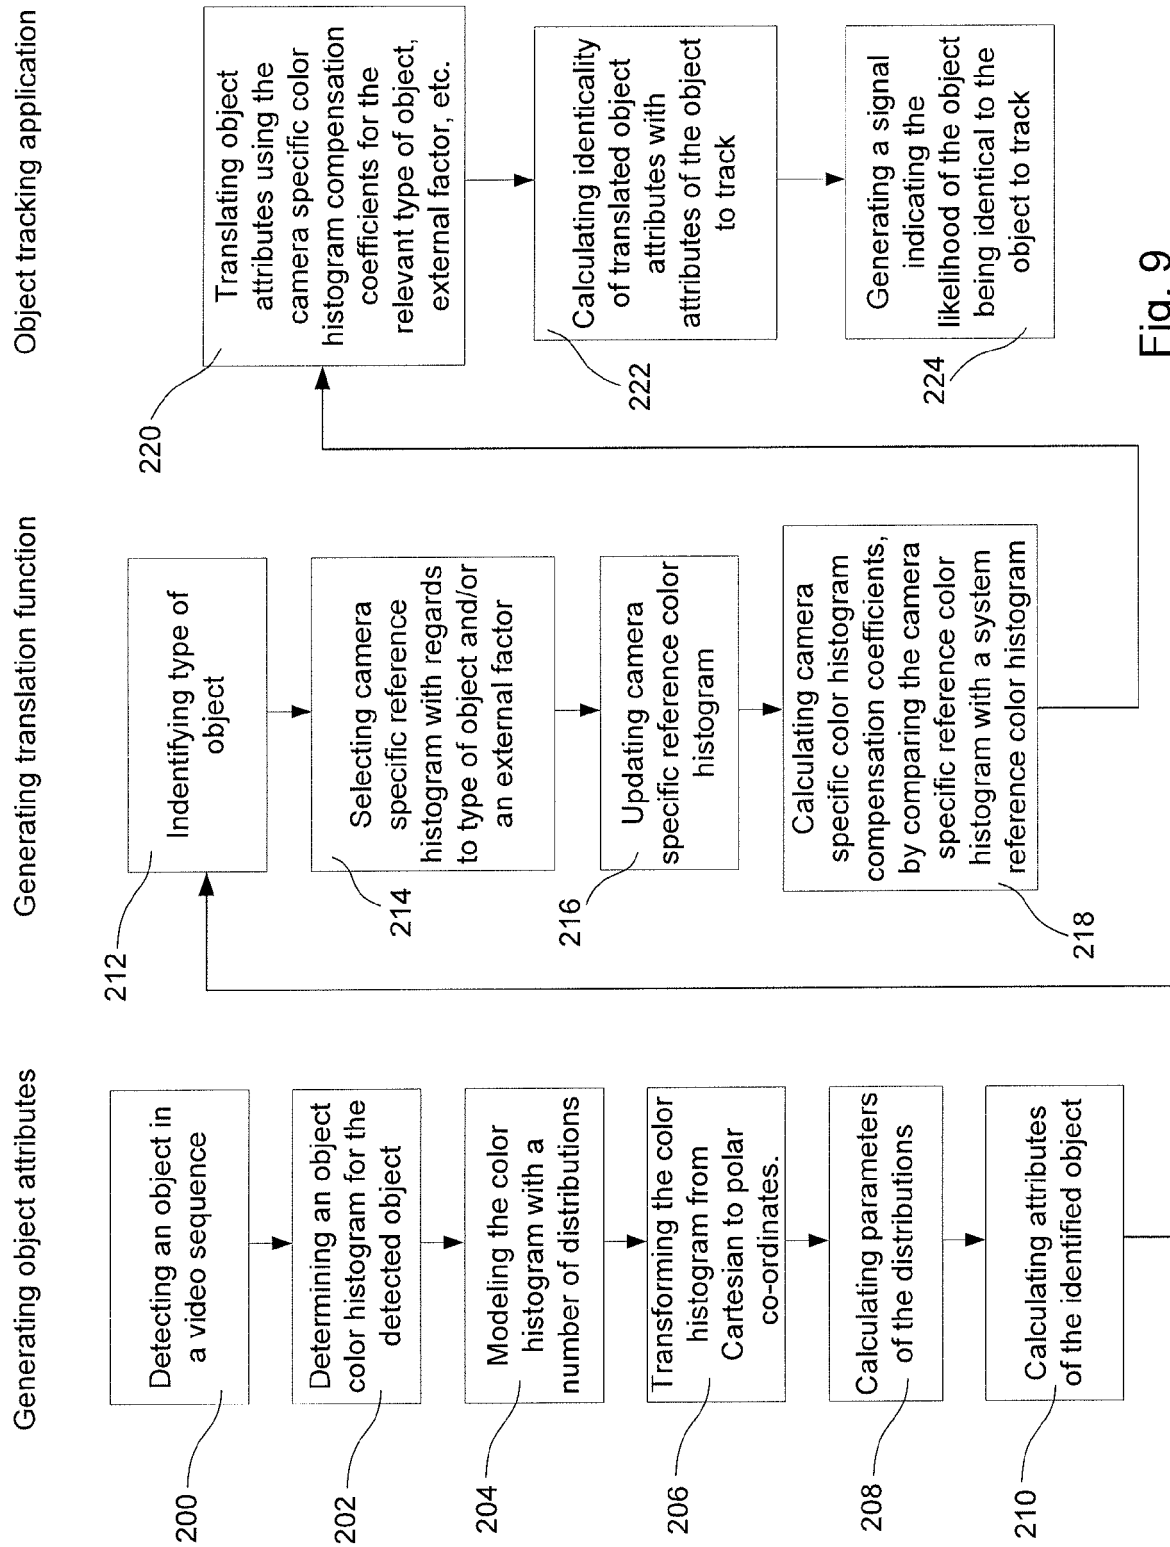 Generating object attributes
200
Detecting an object in
a video sequence
202
Determining an object
color histogram for the
detected object
204
Modeling the color
histogram with a
number of distributions
206
Transforming the color
histogram from
Cartesian to polar
co-ordinates.
208
Calculating parameters
of the distributions
210
Calculating attributes
of the identified object
Generating translation function
212
Indentifying type of
object
214
Selecting camera
specific reference
histogram with regards
to type of object and/or
an external factor
216
Updating camera
specific reference color
histogram
218
Calculating camera
specific color histogram
compensation coefficients,
by comparing the camera
specific reference color
histogram with a system
reference color histogram
Object tracking application
220
Translating object
attributes using the
camera specific color
histogram compensation
coefficients for the
relevant type of object,
external factor, etc.
222
Calculating identicality
of translated object
attributes with
attributes of the object
to track
224
Generating a signal
indicating the
likelihood of the object
being identical to the
object to track
Fig. 9